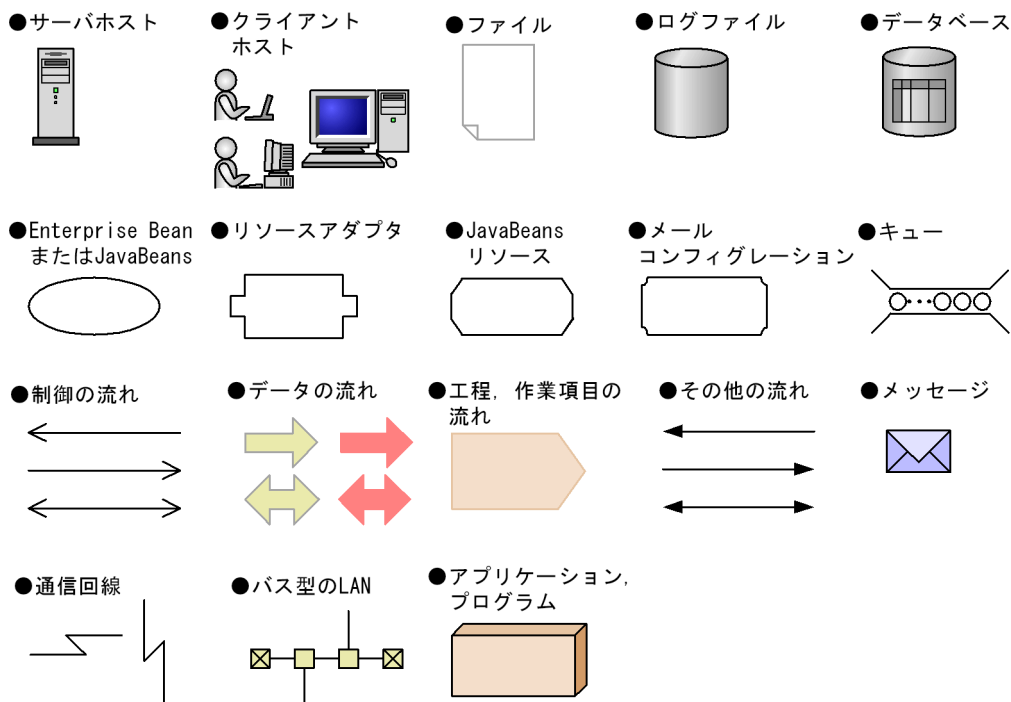 ●サーバホスト
●クライアント
ホスト
●ファイル
●ログファイル
●データベース
●Enterprise Bean
またはJavaBeans
●リソースアダプタ
●JavaBeans
リソース
●メール
コンフィグレーション
●キュー
●制御の流れ
●データの流れ
●工程，作業項目の
流れ
●その他の流れ
●メッセージ
●通信回線
●バス型のLAN
●アプリケーション，
プログラム